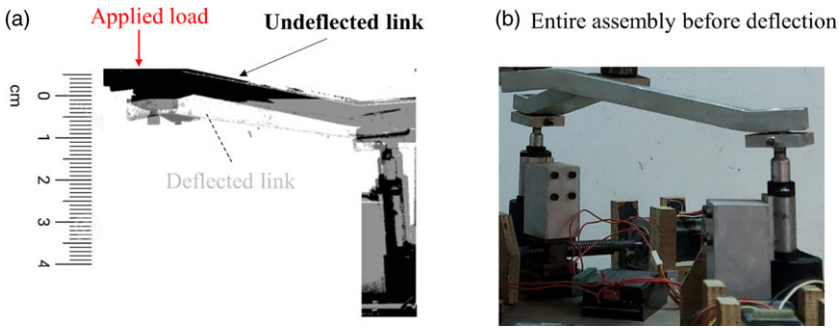 (a)
Applied load
Undeflected link
cm
0
1
2
3
4
Deflected link
(b) Entire assembly before deflection